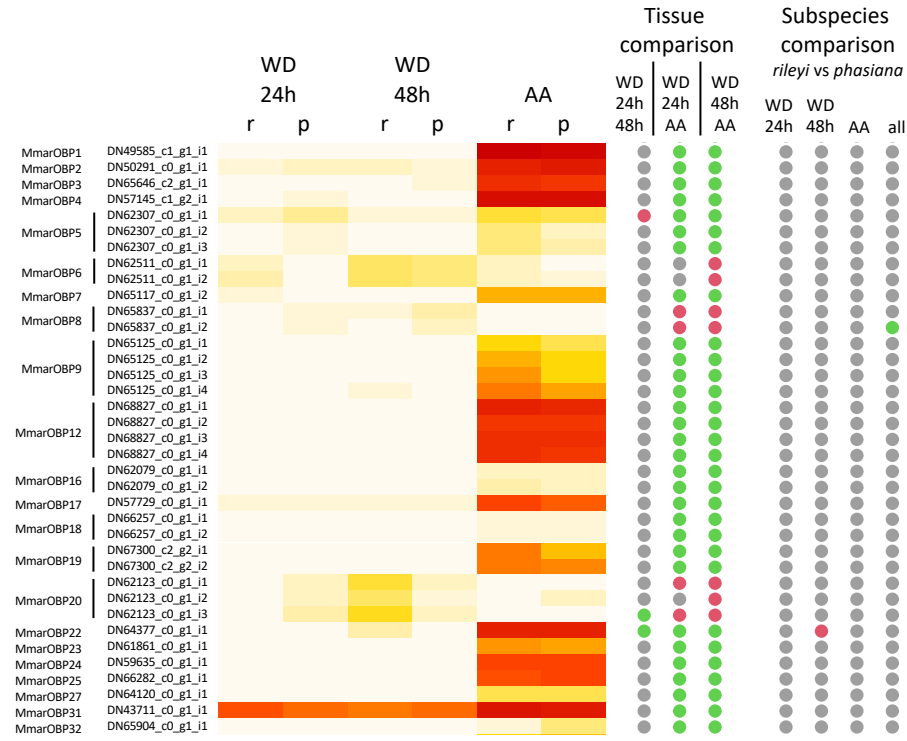 Tissue comparison
Subspecies comparison
rileyi vs phasiana
WD 24h
WD 48h
AA
r p r p r p
WD 24h 48h
WD 24h AA
WD 48h AA
WD 24h
WD 48h
AA
all
MmarOBP1 DN49585_c1_g1_i1
MmarOBP2 DN50291_c0_g1_i1
MmarOBP3 DN65646_c2_g1_i1
MmarOBP4 DN57145_c1_g2_i1
MmarOBP5 DN62307_c0_g1_i1
DN62307_c0_g1_i2
DN62307_c0_g1_i3
MmarOBP6 DN62511_c0_g1_i1
DN62511_c0_g1_i2
MmarOBP7 DN65117_c0_g1_i2
MmarOBP8 DN65837_c0_g1_i1
DN65837_c0_g1_i2
MmarOBP9 DN65125_c0_g1_i1
DN65125_c0_g1_i2
DN65125_c0_g1_i3
DN65125_c0_g1_i4
MmarOBP12 DN68827_c0_g1_i1
DN68827_c0_g1_i2
DN68827_c0_g1_i3
DN68827_c0_g1_i4
MmarOBP16 DN62079_c0_g1_i1
DN62079_c0_g1_i2
MmarOBP17 DN57729_c0_g1_i1
MmarOBP18 DN66257_c0_g1_i1
DN66257_c0_g1_i2
MmarOBP19 DN67300_c2_g2_i1
DN67300_c2_g2_i2
MmarOBP20 DN62123_c0_g1_i1
DN62123_c0_g1_i2
DN62123_c0_g1_i3
MmarOBP22 DN64377_c0_g1_i1
MmarOBP23 DN61861_c0_g1_i1
MmarOBP24 DN59635_c0_g1_i1
MmarOBP25 DN66282_c0_g1_i1
MmarOBP27 DN64120_c0_g1_i1
MmarOBP31 DN43711_c0_g1_i1
MmarOBP32 DN65904_c0_g1_i1